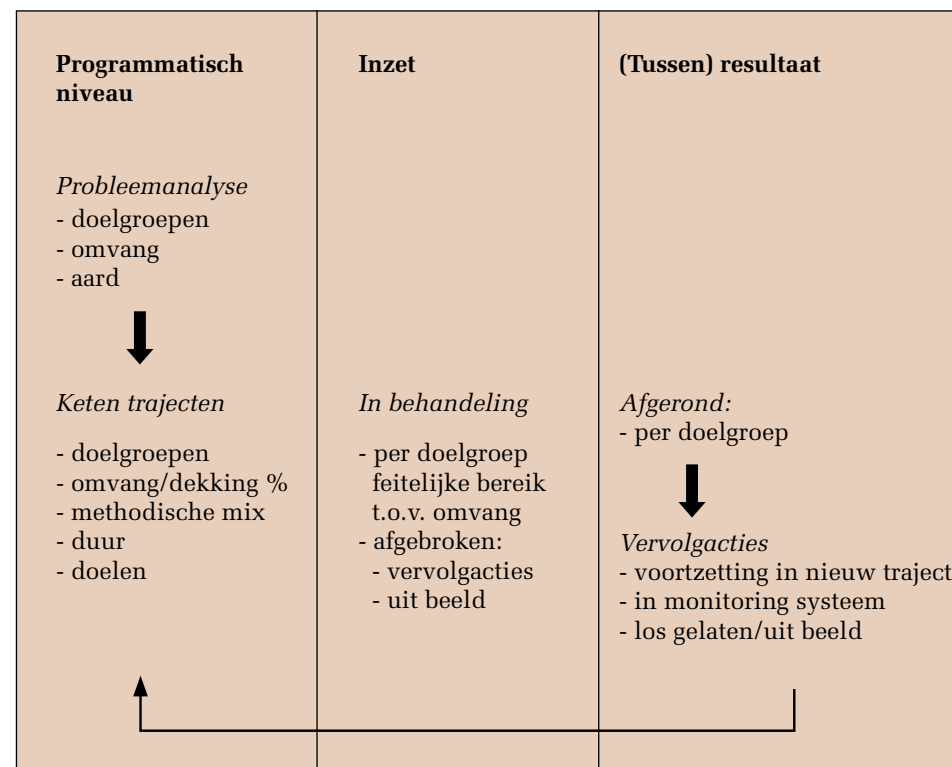 Programmatisch
niveau
Probleemanalyse
- doelgroepen
- omvang
- aard
Keten trajecten
- doelgroepen
- omvang/dekking %
- methodische mix
- duur
- doelen
Inzet
In behandeling
- per doelgroep
feitelijke bereik
t.o.v. omvang
- afgebroken:
- vervolgacties
- uit beeld
(Tussen) resultaat
Afgerond:
- per doelgroep
Vervolgacties
- voortzetting in nieuw traject
- in monitoring systeem
- los gelaten/uit beeld